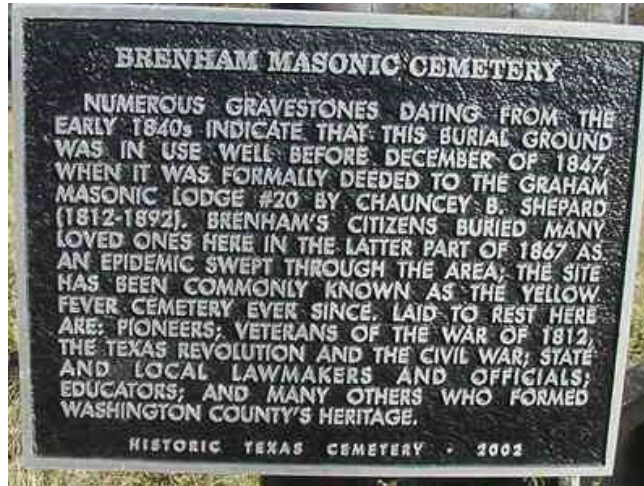 BRENHAM MASONIC CEMETERY
NUMEROUS GRAVESTONES DATING FROM THE
EARLY 1840s INDICATE THAT THIS BURIAL GROUND
WAS IN USE WELL BEFORE DECEMBER OF 1847,
WHEN IT WAS FORMALLY DEEDED TO THE GRAHAM
MASONIC LODGE #20 BY CHAUNCEY B. SHEPARD
(1812-1892). BRENHAM'S CITIZENS BURIED MANY
LOVED ONES HERE IN THE LATTER PART OF 1867 AS
AN EPIDEMIC SWEPT THROUGH THE AREA; THE SITE
HAS BEEN COMMONLY KNOWN AS THE YELLOW
FEVER CEMETERY EVER SINCE. LAID TO REST HERE
ARE: PIONEERS; VETERANS OF THE WAR OF 1812,
THE TEXAS REVOLUTION AND THE CIVIL WAR; STATE
AND LOCAL LAWMAKERS AND OFFICIALS;
EDUCATORS; AND MANY OTHERS WHO FORMED
WASHINGTON COUNTY'S HERITAGE.
HISTORIC TEXAS CEMETERY • 2002